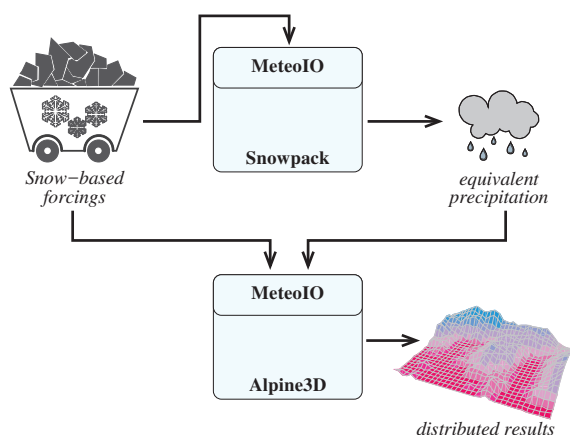 MeteoIO
Snowpack
Snow−based
forcings
equivalent
precipitation
MeteoIO
Alpine3D
distributed results